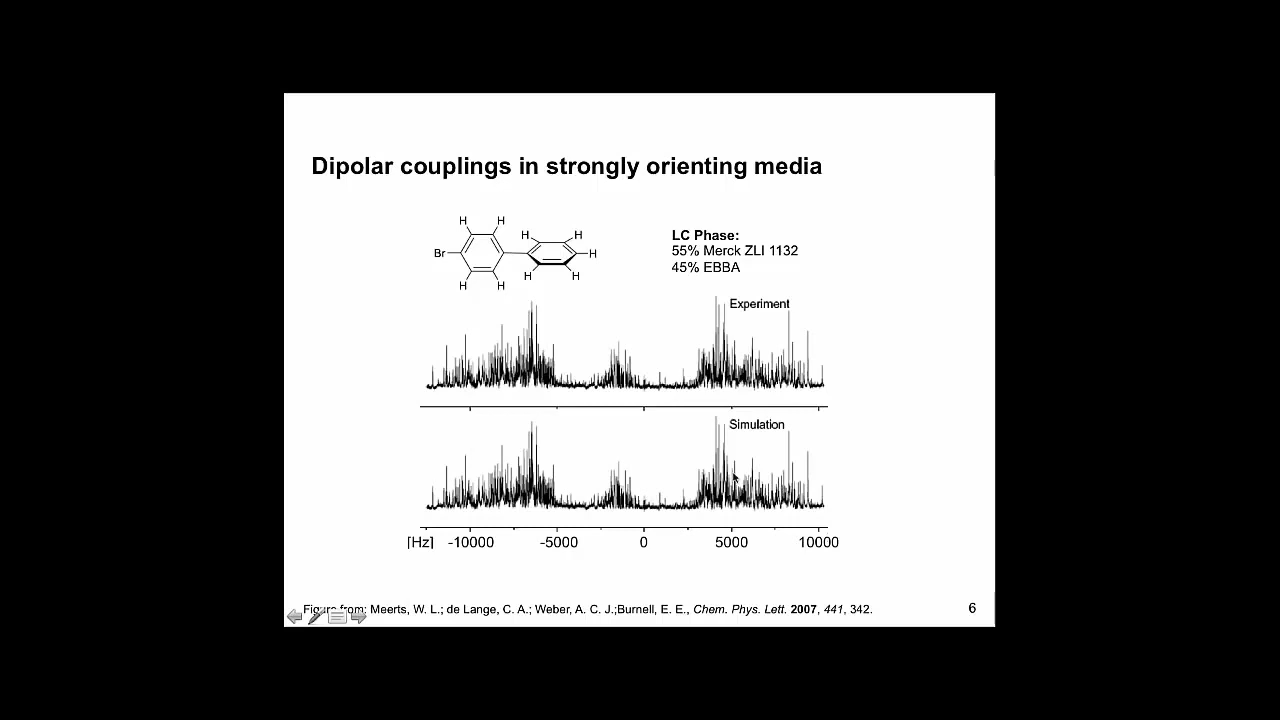 Dipolar couplings in strongly orienting media
H H
Br
H H
H H
H
H H
LC Phase:
55% Merck ZLI 1132
45% EBBA
Experiment
Simulation
[Hz] -10000 -5000 0 5000 10000
Figure from: Meerts, W. L.; de Lange, C. A.; Weber, A. C. J.;Burnell, E. E., Chem. Phys. Lett. 2007, 441, 342.
6